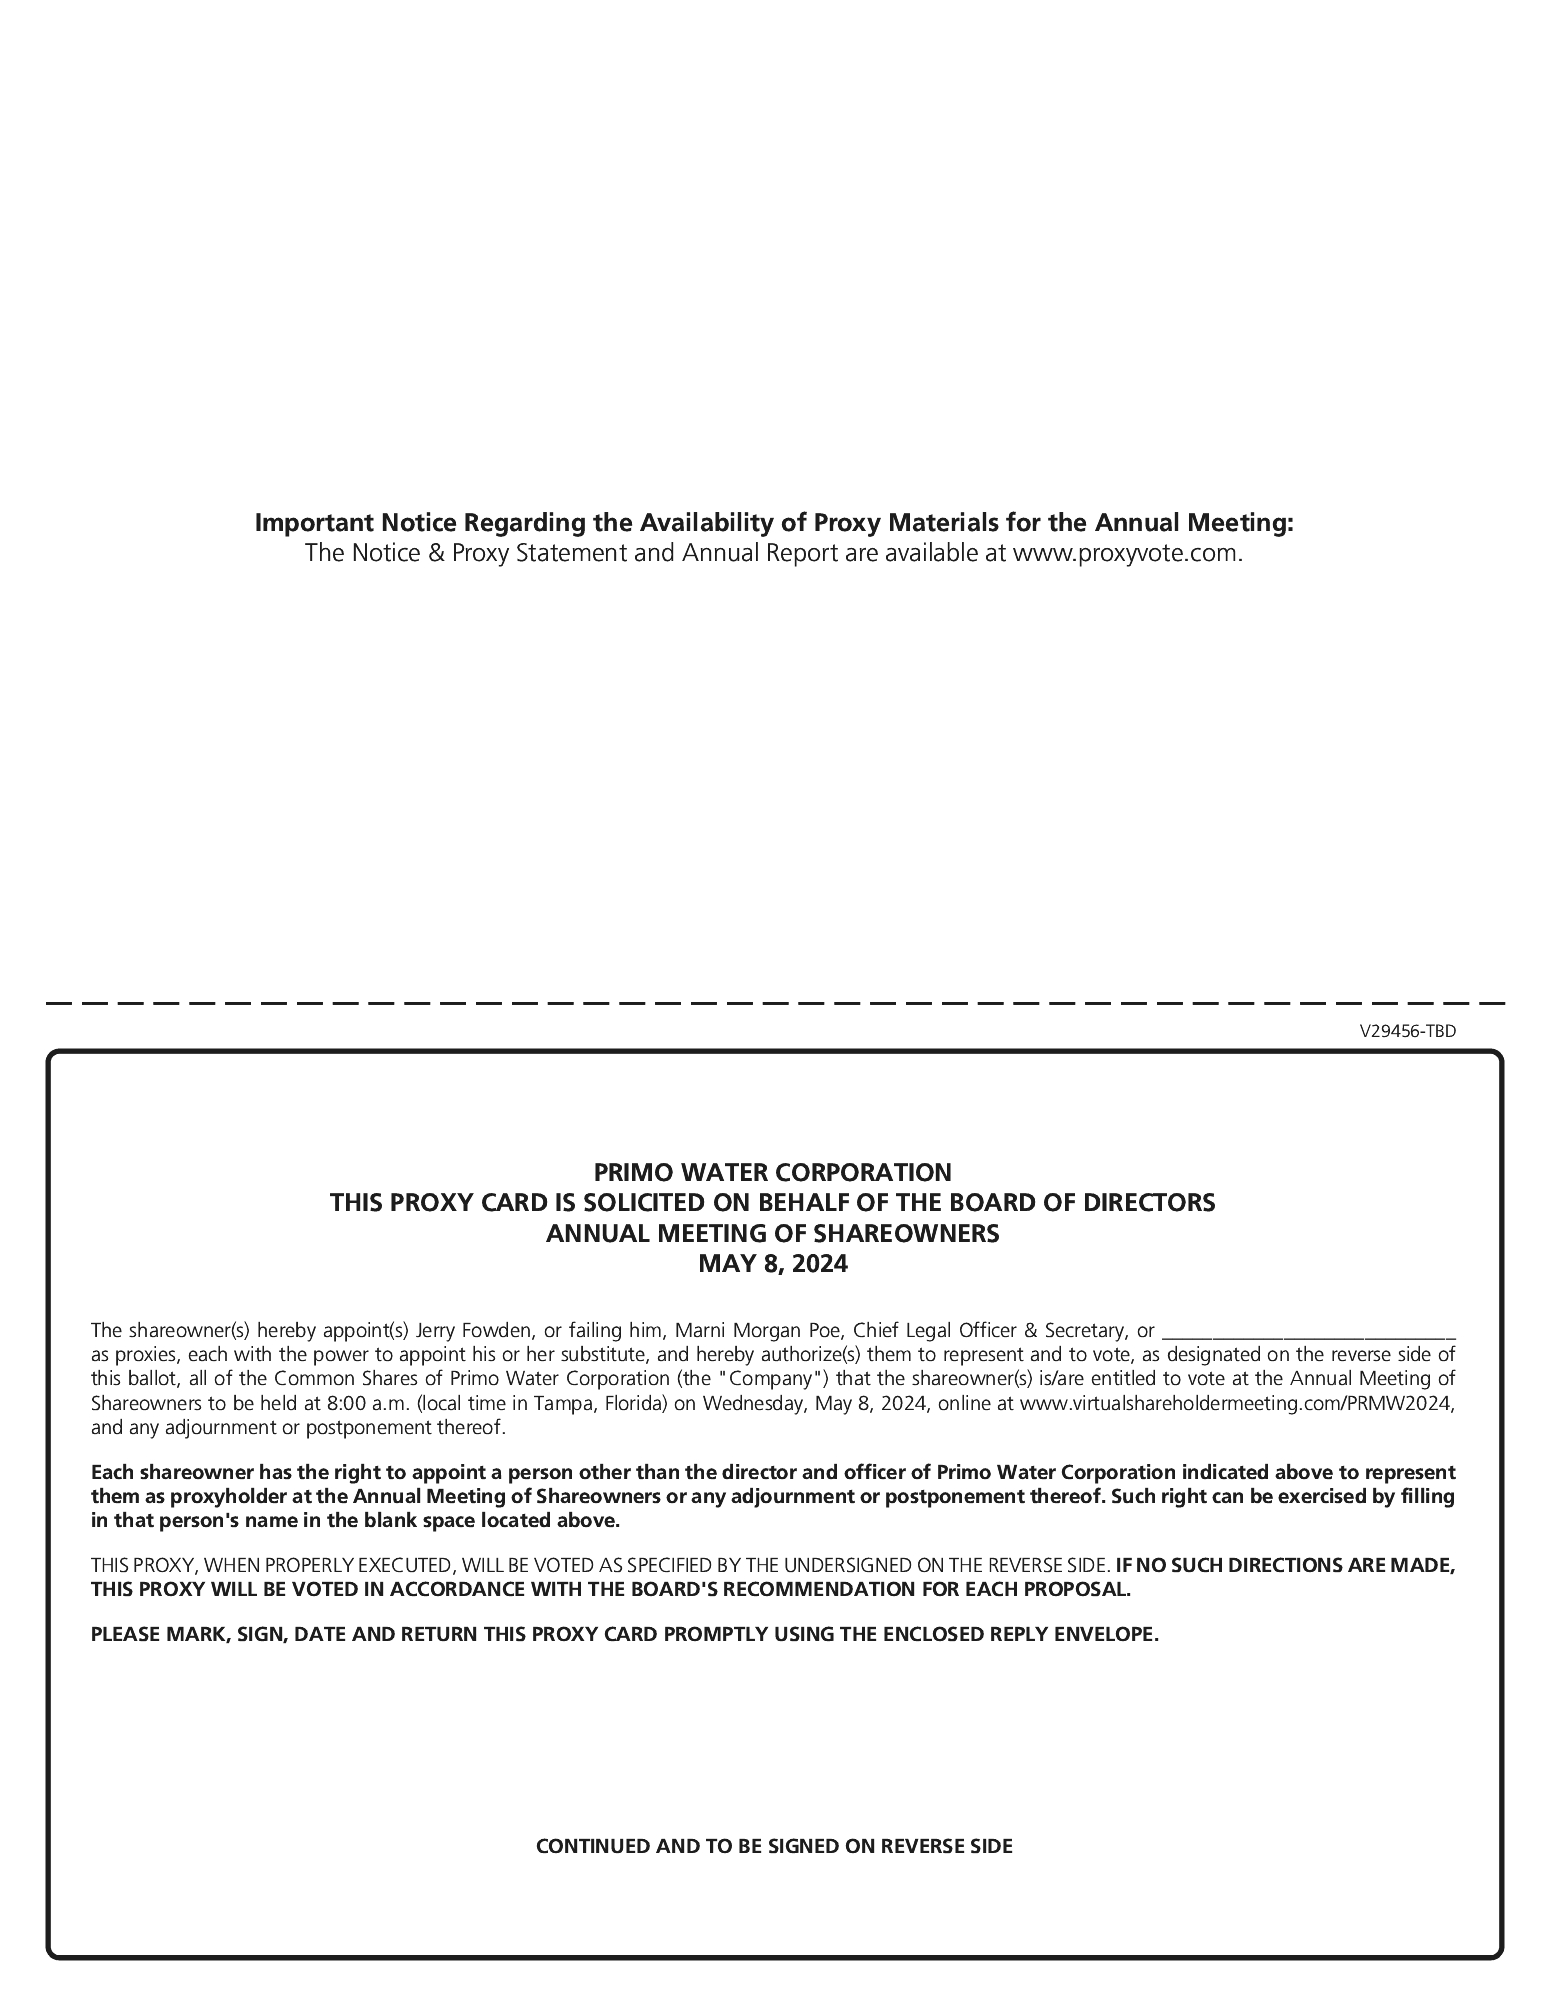 Important Notice Regarding the Availability of Proxy Materials for the Annual Meeting:
The Notice & Proxy Statement and Annual Report are available at www.proxyvote.com.
V29456-TBD
PRIMO WATER CORPORATION
THIS PROXY CARD IS SOLICITED ON BEHALF OF THE BOARD OF DIRECTORS
ANNUAL MEETING OF SHAREOWNERS
MAY 8, 2024
The shareowner(s) hereby appoint(s) Jerry Fowden, or failing him, Marni Morgan Poe, Chief Legal Officer & Secretary, or ____________________________
as proxies, each with the power to appoint his or her substitute, and hereby authorize(s) them to represent and to vote, as designated on the reverse side of
this ballot, all of the Common Shares of Primo Water Corporation (the "Company") that the shareowner(s) is/are entitled to vote at the Annual Meeting of
Shareowners to be held at 8:00 a.m. (local time in Tampa, Florida) on Wednesday, May 8, 2024, online at www.virtualshareholdermeeting.com/PRMW2024,
and any adjournment or postponement thereof.
Each shareowner has the right to appoint a person other than the director and officer of Primo Water Corporation indicated above to represent
them as proxyholder at the Annual Meeting of Shareowners or any adjournment or postponement thereof. Such right can be exercised by filling
in that person's name in the blank space located above.
THIS PROXY, WHEN PROPERLY EXECUTED, WILL BE VOTED AS SPECIFIED BY THE UNDERSIGNED ON THE REVERSE SIDE. IF NO SUCH DIRECTIONS ARE MADE,
THIS PROXY WILL BE VOTED IN ACCORDANCE WITH THE BOARD'S RECOMMENDATION FOR EACH PROPOSAL.
PLEASE MARK, SIGN, DATE AND RETURN THIS PROXY CARD PROMPTLY USING THE ENCLOSED REPLY ENVELOPE.
CONTINUED AND TO BE SIGNED ON REVERSE SIDE